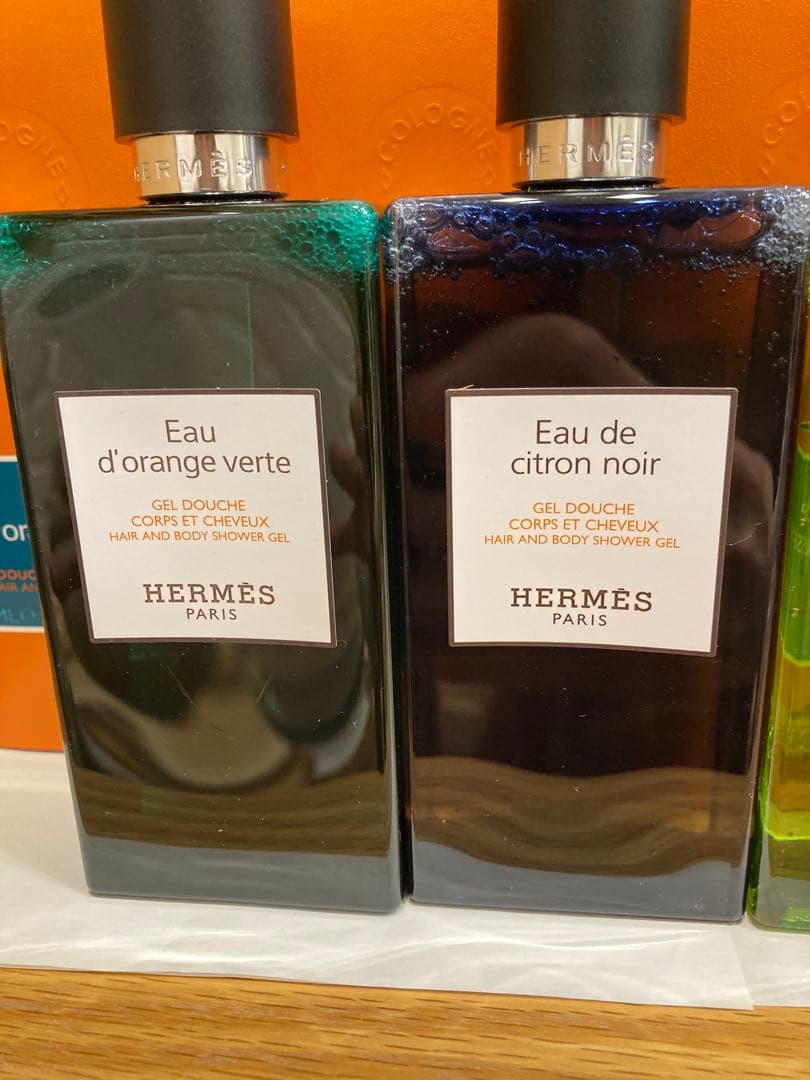 COLOGNE
HERMÈS
HERMÈS
Eau
d'orange verte
GEL DOUCHE
CORPS ET CHEVEUX
HAIR AND BODY SHOWER GEL
HERMÈS
PARIS
Eau de
citron noir
GEL DOUCHE
CORPS ET CHEVEUX
HAIR AND BODY SHOWER GEL
HERMÈS
PARIS